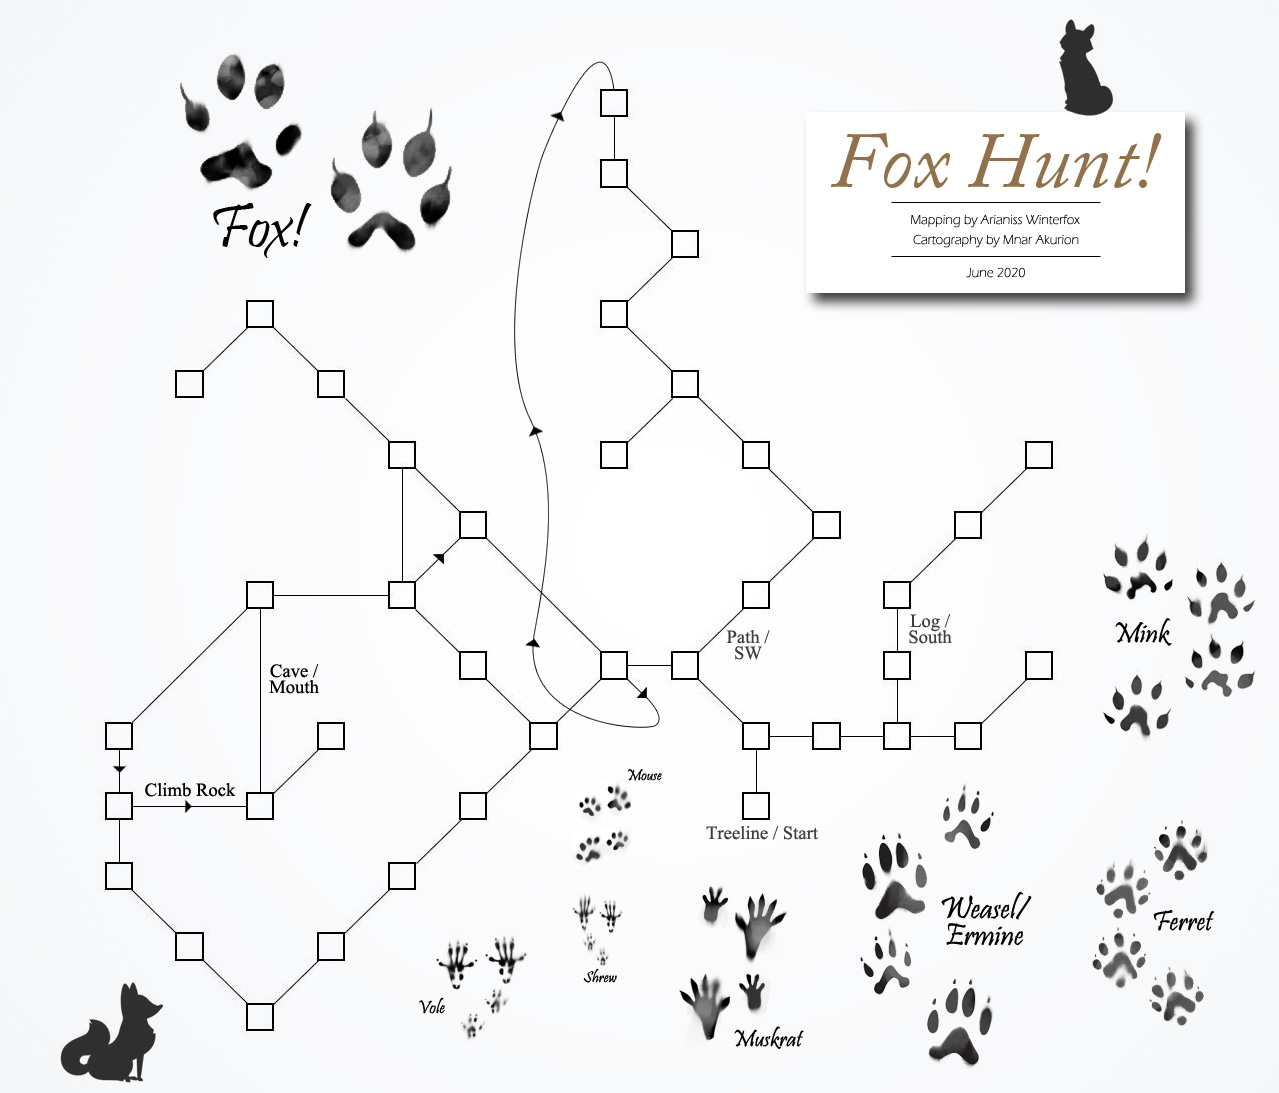 Fox!
Fox Hunt!
Mapping by Arianiss Winterfox
Cartography by Mnar Akurion
June 2020
Path /
SW
Log /
South
Mink
Cave /
Mouth
Climb Rock
Mouse
Treeline / Start
Weasel/
Ermine
Ferret
Shrew
Vole
Muskrat